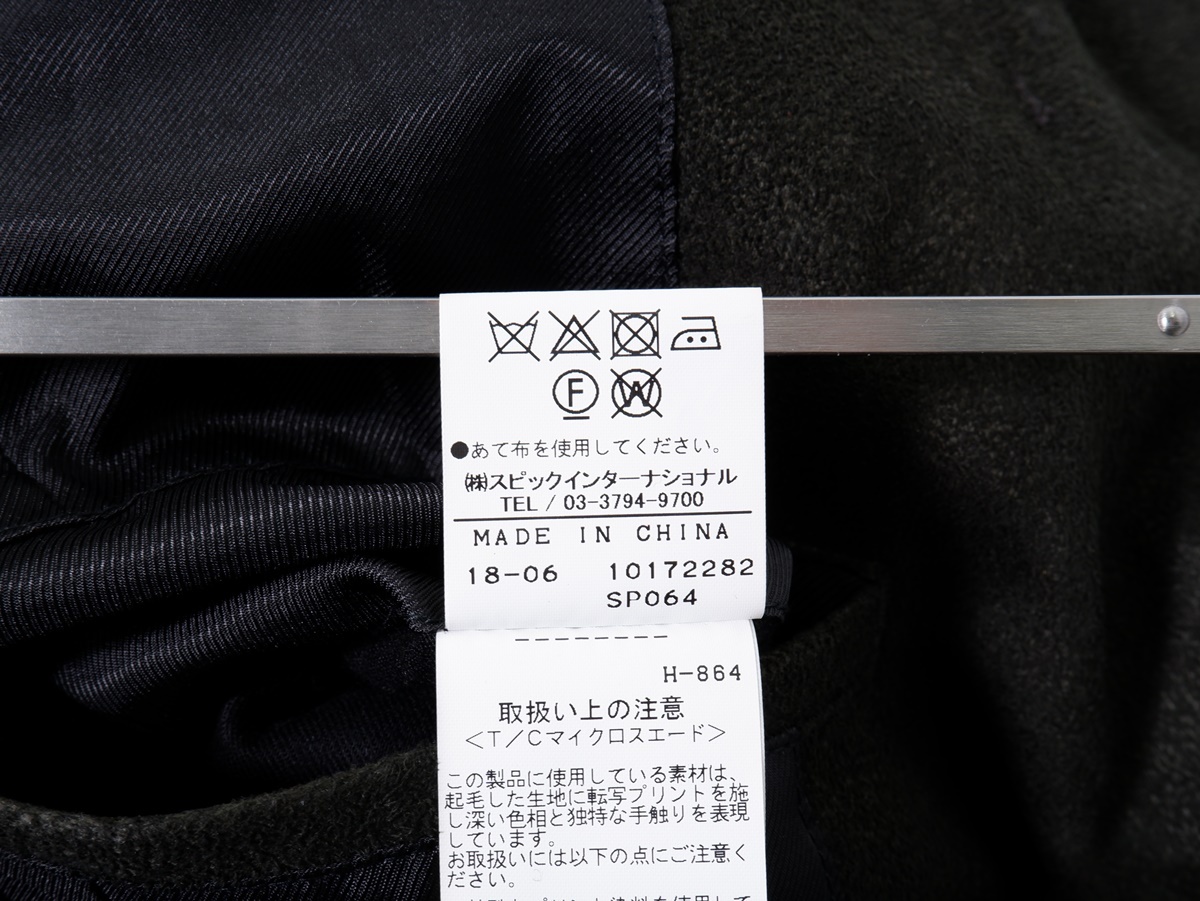 F W
●あて布を使用してください。
㈱スピックインターナショナル
TEL / 03-3794-9700
MADE IN CHINA
18-06 10172282
SP064
--------
H-864
取扱い上の注意
＜T／Cマイクロスエード＞
この製品に使用している素材は、
起毛した生地に転写プリントを施
し深い色相と独特な手触りを表現
しています。
お取扱いには以下の点にご注意く
ださい。